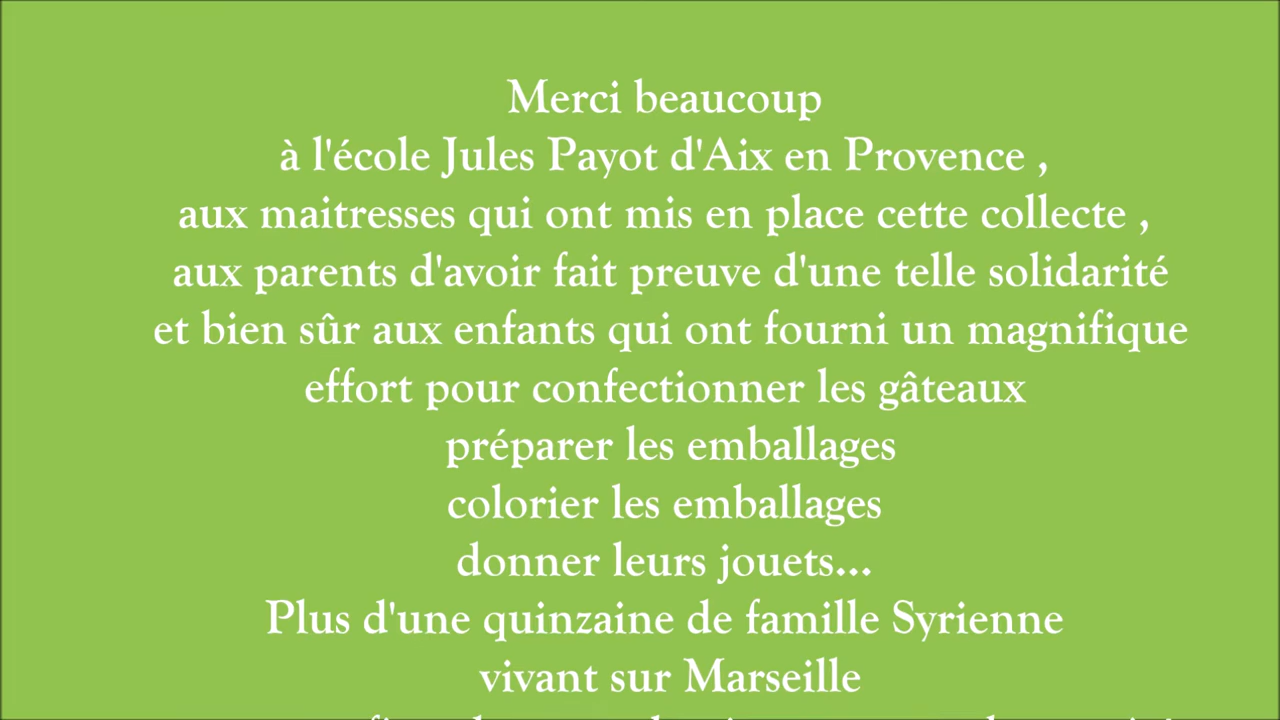 Merci beaucoup
à l'école Jules Payot d'Aix en Provence ,
aux maitresses qui ont mis en place cette collecte ,
aux parents d'avoir fait preuve d'une telle solidarité
et bien sûr aux enfants qui ont fourni un magnifique
effort pour confectionner les gâteaux
préparer les emballages
colorier les emballages
donner leurs jouets...
Plus d'une quinzaine de famille Syrienne
vivant sur Marseille